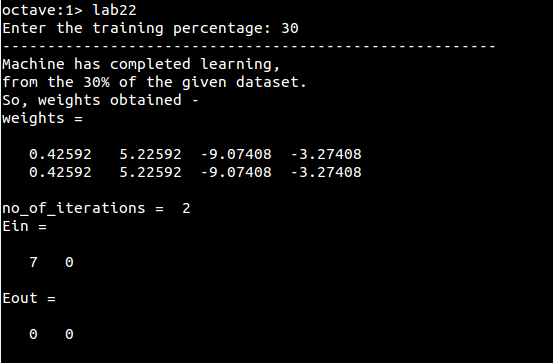 octave:1> lab22
Enter the training percentage: 30
-------------------------------------------------------
Machine has completed learning,
from the 30% of the given dataset.
So, weights obtained -
weights =
0.42592 5.22592 -9.07408 -3.27408
0.42592 5.22592 -9.07408 -3.27408
no_of_iterations = 2
Ein =
7 0
Eout =
0 0